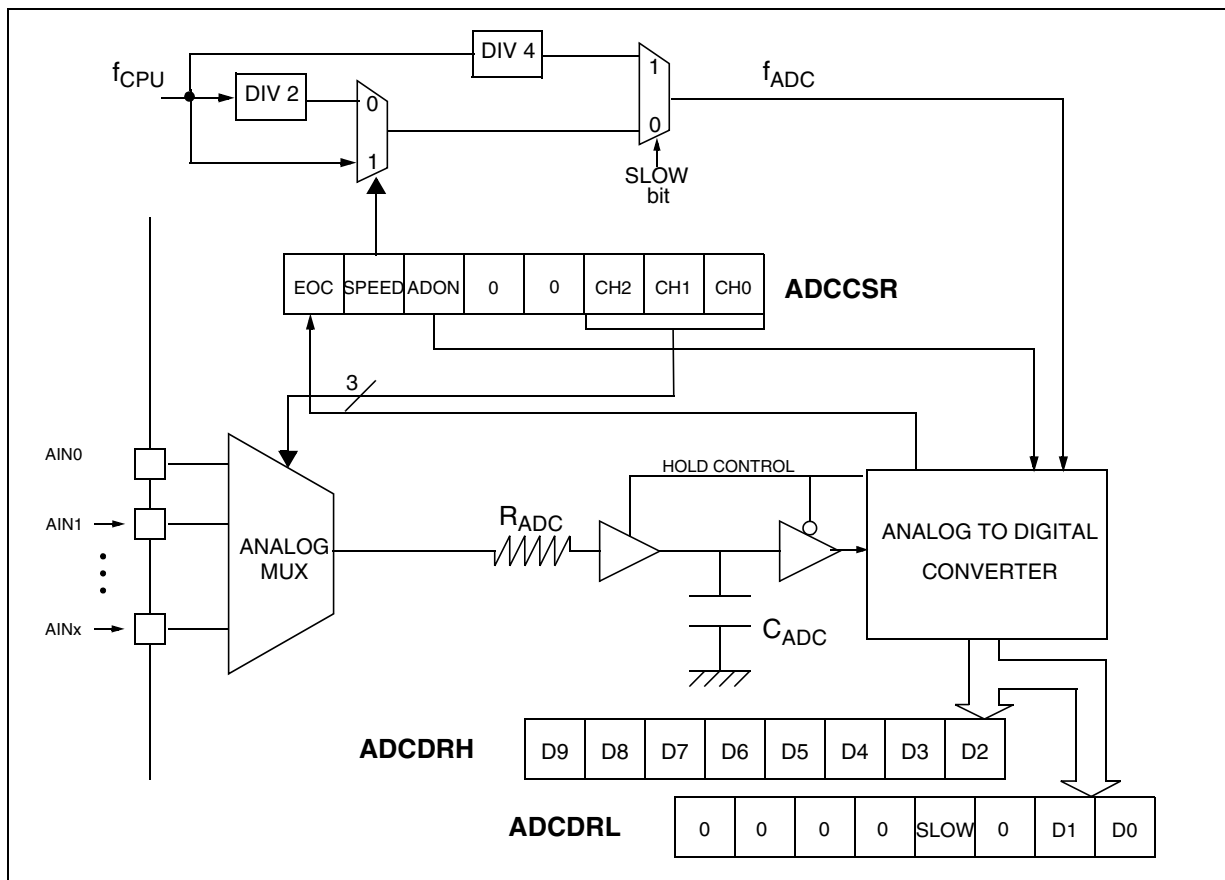 DIV 4
fCPU
DIV 2
0
1
1
0
fADC
SLOW
bit
EOC SPEED ADON 0 0 CH2 CH1 CH0
ADCCSR
3
AIN0
AIN1
AINx
ANALOG
MUX
RADC
HOLD CONTROL
CADC
ANALOG TO DIGITAL
CONVERTER
ADCDRH
D9 D8 D7 D6 D5 D4 D3 D2
ADCDRL
0 0 0 0 SLOW 0 D1 D0